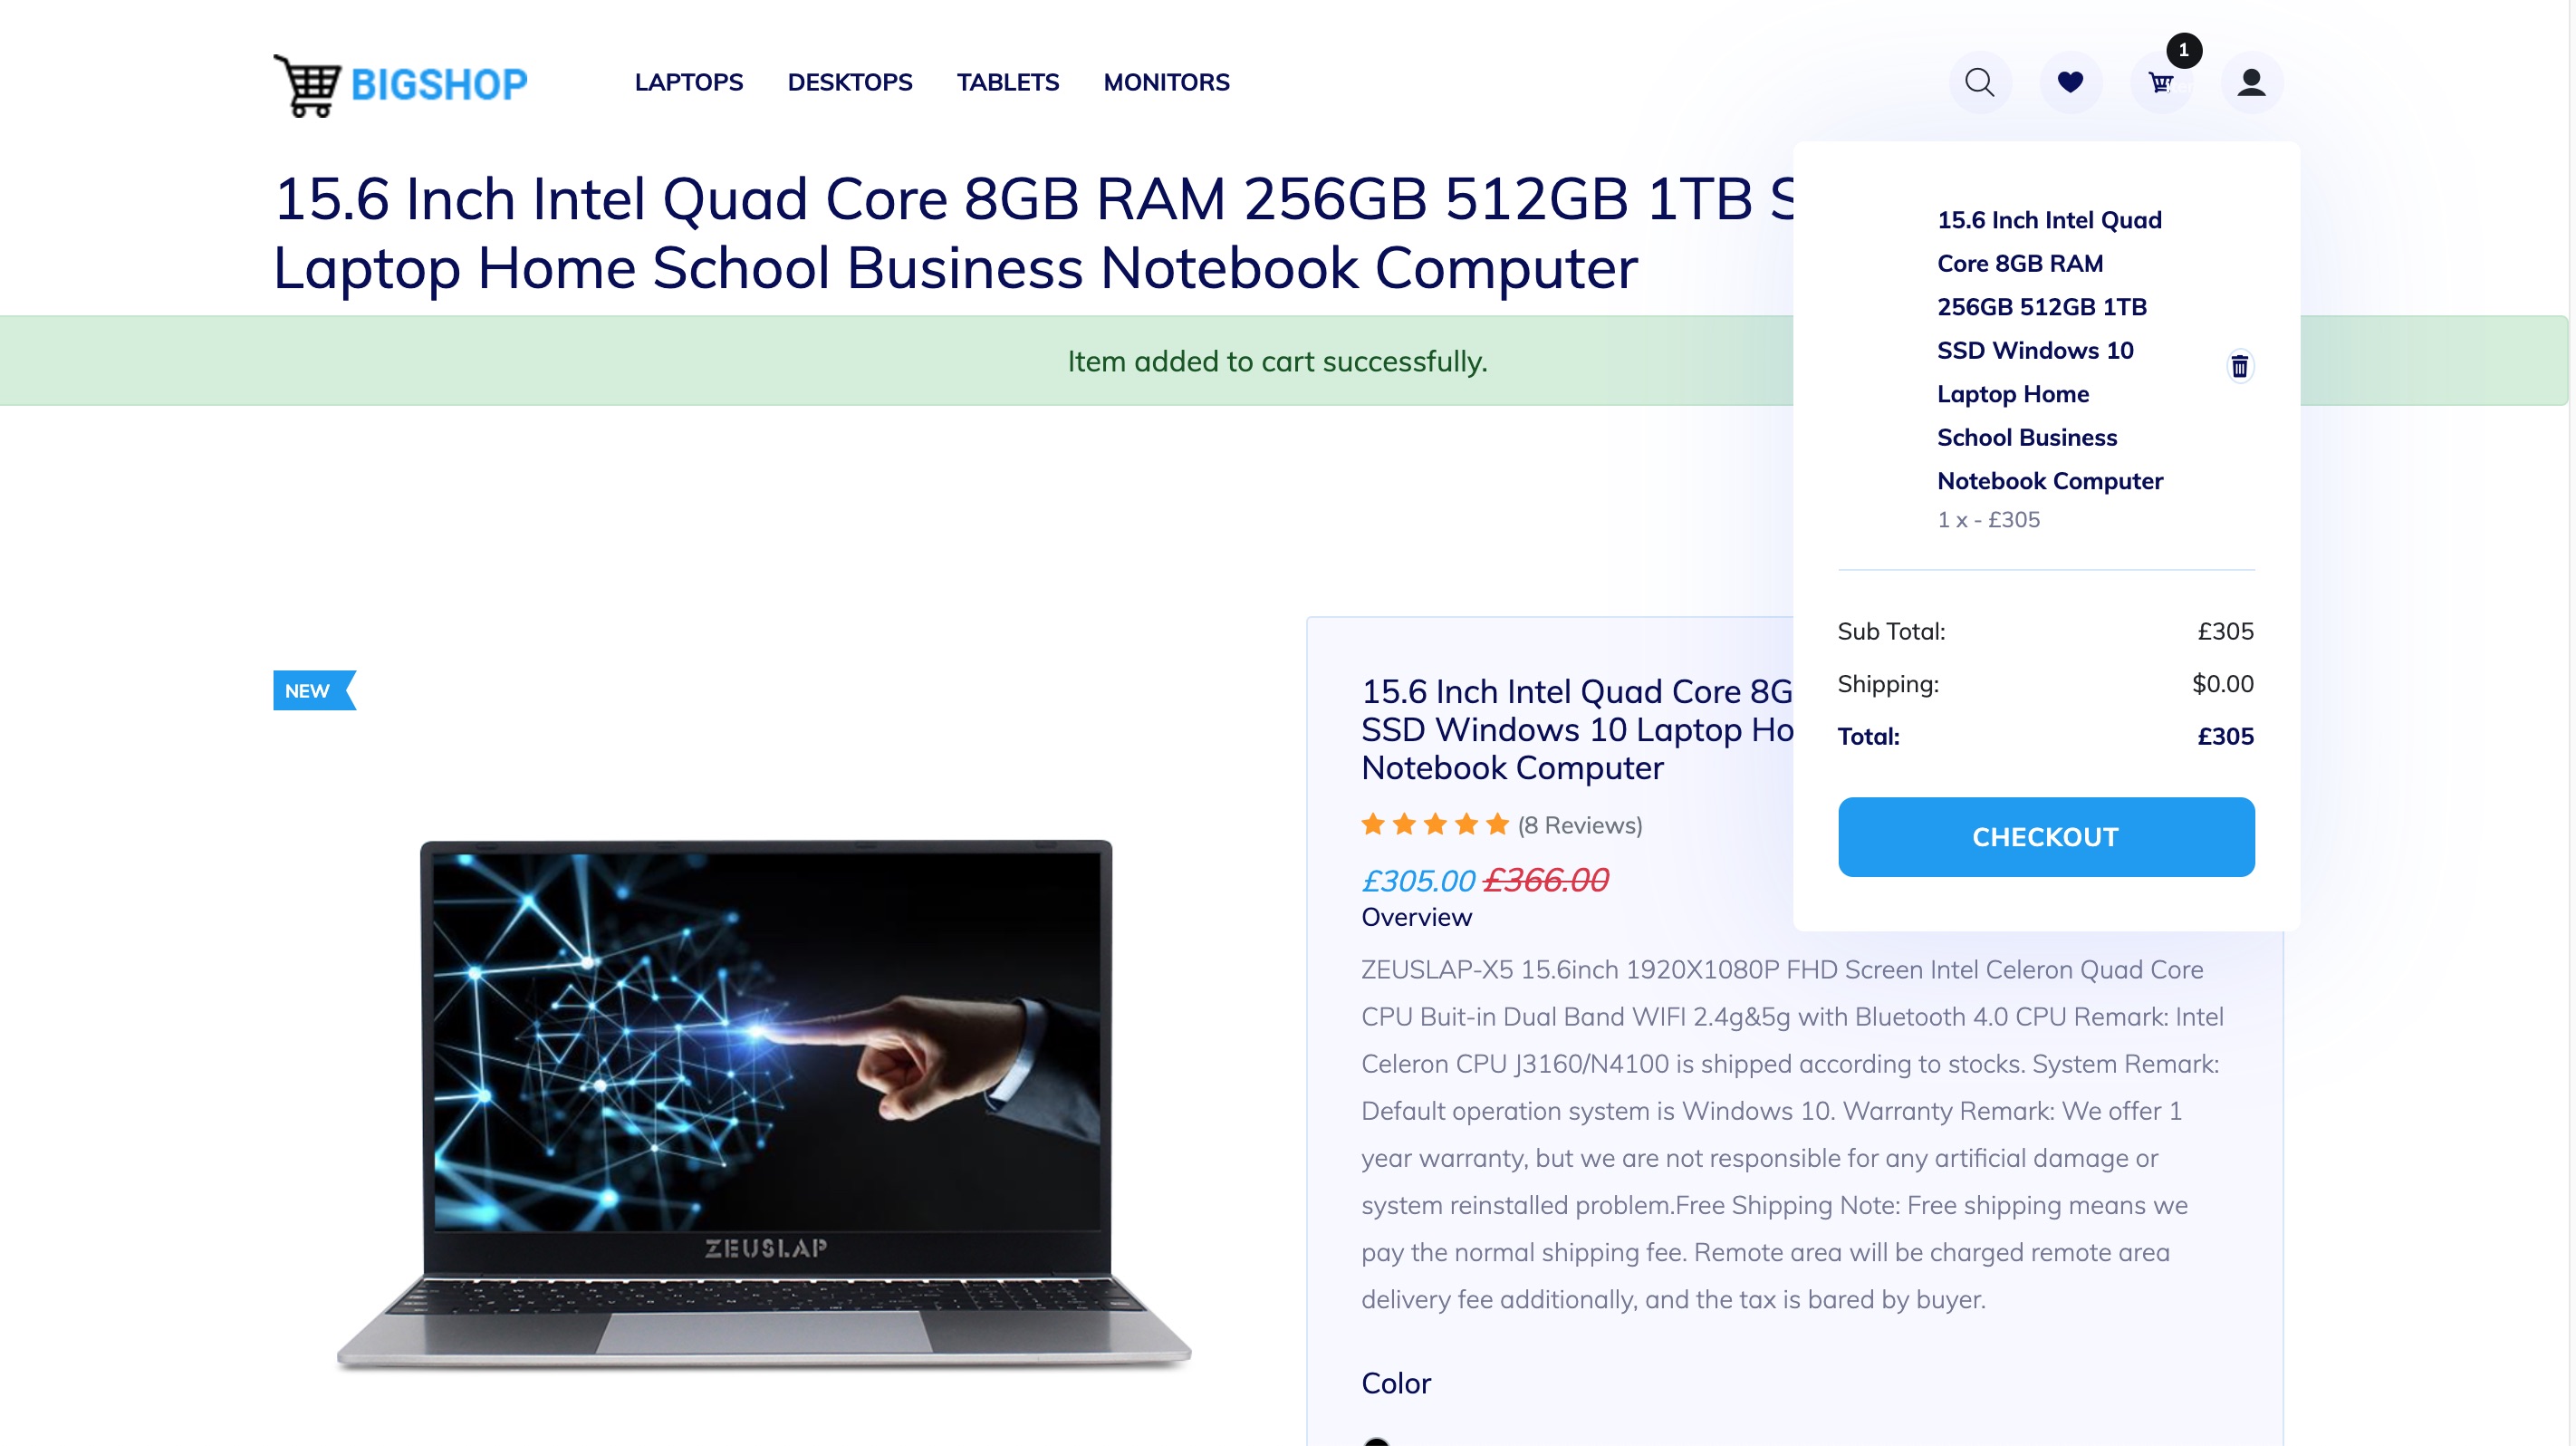 BIGSHOP
LAPTOPS DESKTOPS TABLETS MONITORS
1
15.6 Inch Intel Quad Core 8GB RAM 256GB 512GB 1TB
Laptop Home School Business Notebook Computer
Item added to cart successfully.
15.6 Inch Intel Quad
Core 8GB RAM
256GB 512GB 1TB
SSD Windows 10
Laptop Home
School Business
Notebook Computer
1 x - £305
Sub Total: £305
Shipping: $0.00
Total: £305
CHECKOUT
NEW
ZEUSLAP
15.6 Inch Intel Quad Core 8G
SSD Windows 10 Laptop Ho
Notebook Computer
(8 Reviews)
£305.00 £366.00
Overview
ZEUSLAP-X5 15.6inch 1920X1080P FHD Screen Intel Celeron Quad Core
CPU Buit-in Dual Band WIFI 2.4g&5g with Bluetooth 4.0 CPU Remark: Intel
Celeron CPU J3160/N4100 is shipped according to stocks. System Remark:
Default operation system is Windows 10. Warranty Remark: We offer 1
year warranty, but we are not responsible for any artificial damage or
system reinstalled problem.Free Shipping Note: Free shipping means we
pay the normal shipping fee. Remote area will be charged remote area
delivery fee additionally, and the tax is bared by buyer.
Color